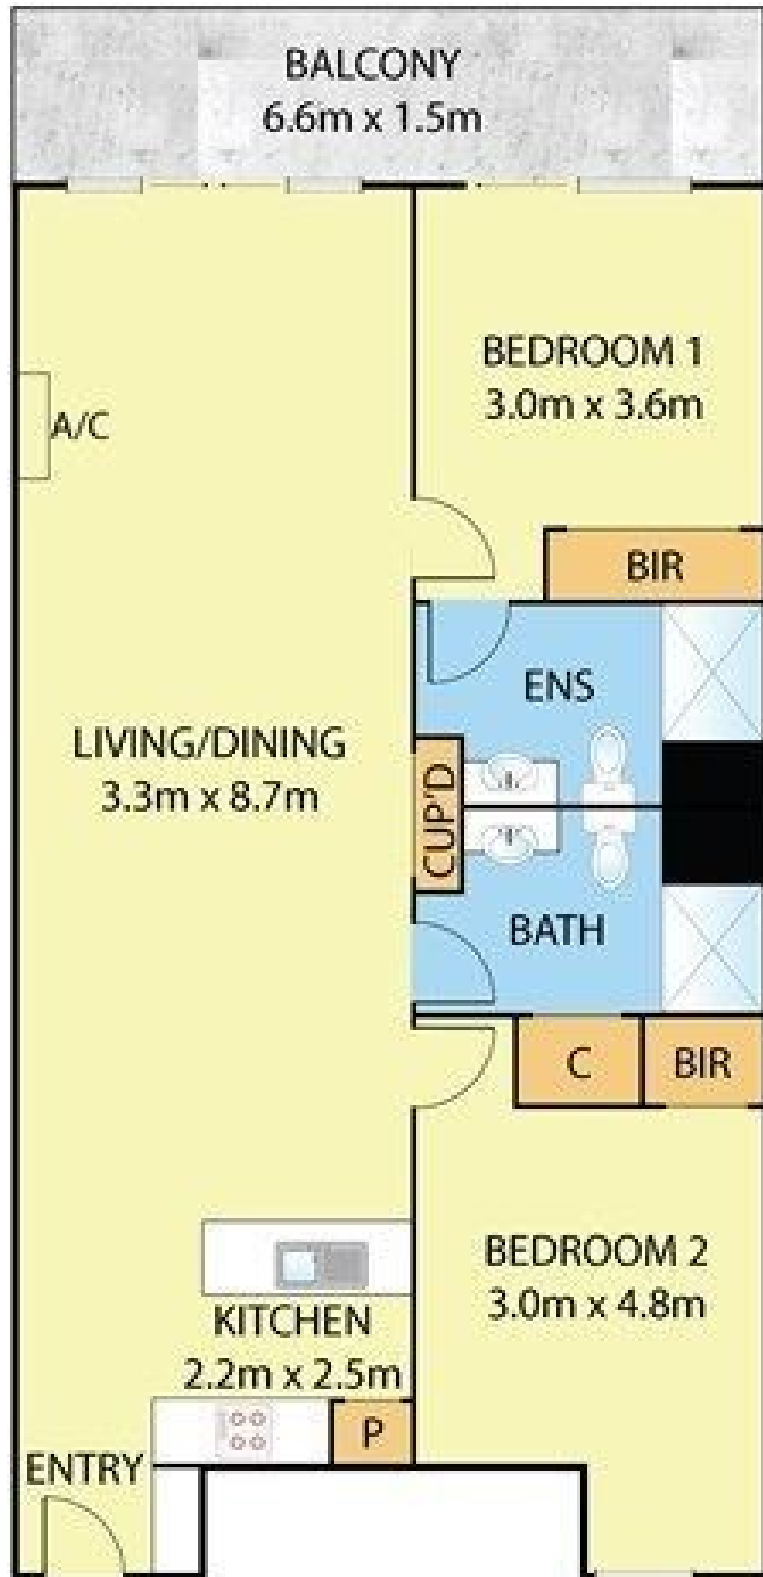 BALCONY
6.6m x 1.5m
BEDROOM 1
3.0m x 3.6m
A/C
BIR
ENS
LIVING/DINING
3.3m x 8.7m
CUP'D
BATH
C
BIR
BEDROOM 2
3.0m x 4.8m
KITCHEN
2.2m x 2.5m
P
ENTRY